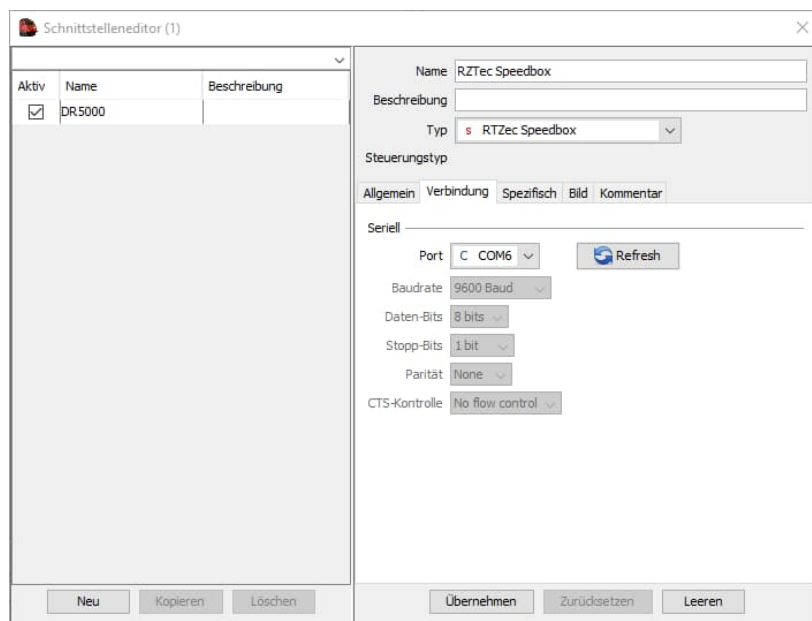 Schnittstelleneditor (1)
Aktiv Name Beschreibung
DR5000
Name RZTec Speedbox
Beschreibung
Typ s RTZec Speedbox
Steuerungstyp
Allgemein Verbindung Spezifisch Bild Kommentar
Seriell
Port C COM6 Refresh
Baudrate 9600 Baud
Daten-Bits 8 bits
Stopp-Bits 1 bit
Parität None
CTS-Kontrolle No flow control
Neu Kopieren Löschen
Übernehmen Zurücksetzen Leeren